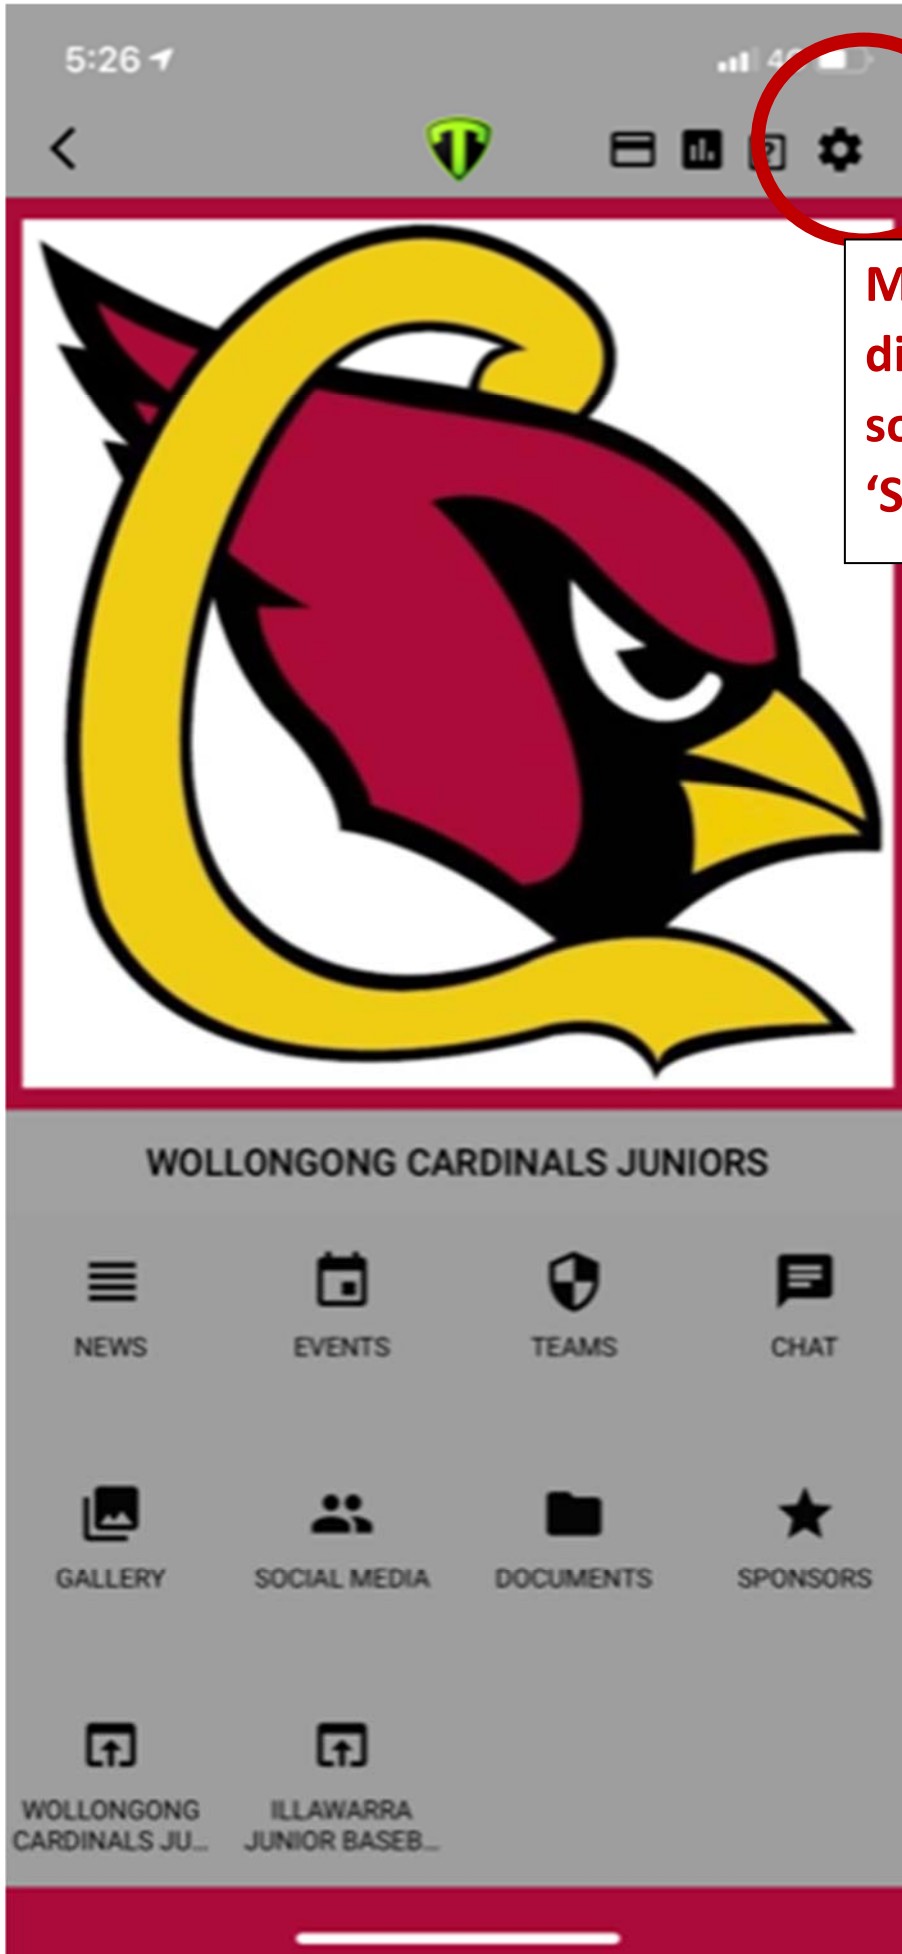 5:26
WOLLONGONG CARDINALS JUNIORS
NEWS EVENTS TEAMS CHAT
GALLERY SOCIAL MEDIA DOCUMENTS SPONSORS
WOLLONGONG ILLAWARRA
CARDINALS JU... JUNIOR BASEB...